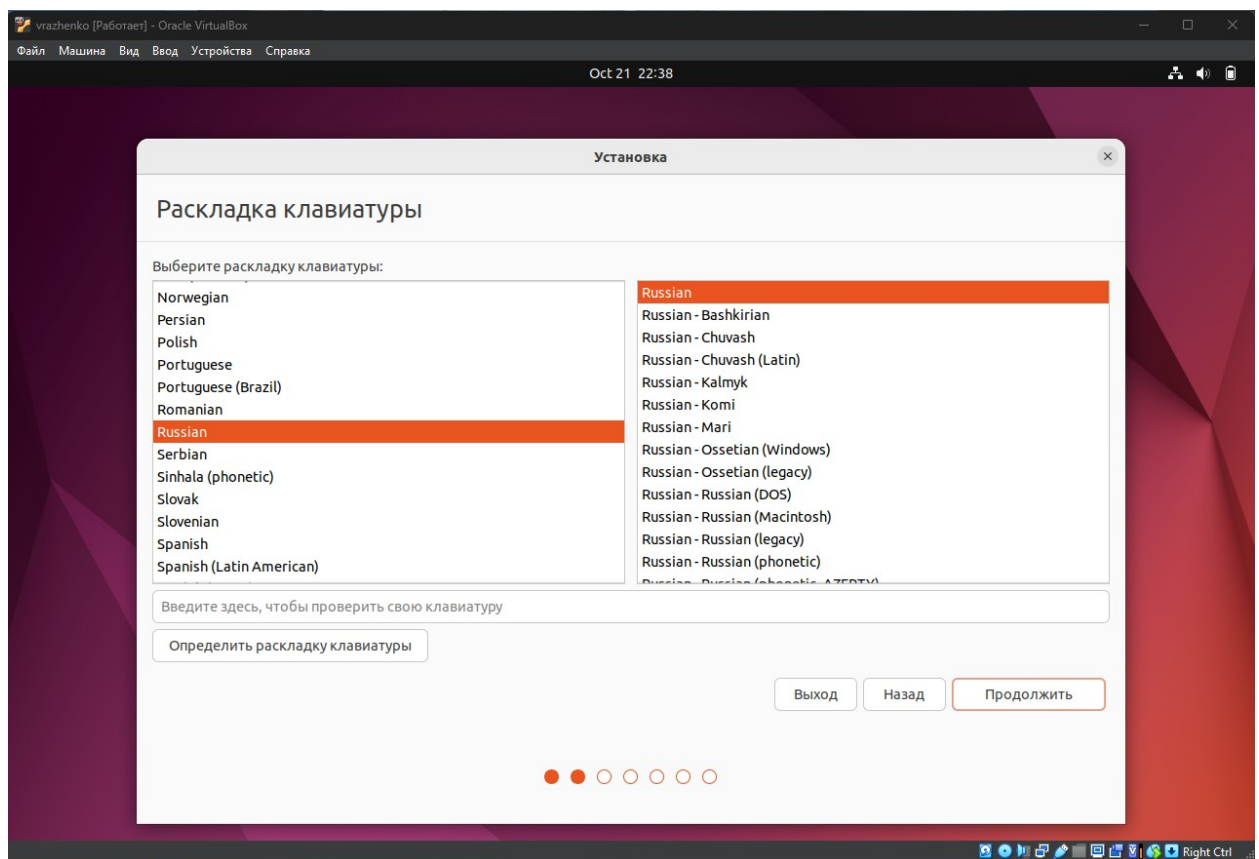 vrazhenko [Работает] - Oracle VirtualBox
Файл Машина Вид Ввод Устройства Справка
Oct 21 22:38
Установка
Раскладка клавиатуры
Выберите раскладку клавиатуры:
Norwegian
Persian
Polish
Portuguese
Portuguese (Brazil)
Romanian
Russian
Serbian
Sinhala (phonetic)
Slovak
Slovenian
Spanish
Spanish (Latin American)
Russian
Russian - Bashkirian
Russian - Chuvash
Russian - Chuvash (Latin)
Russian - Kalmyk
Russian - Komi
Russian - Mari
Russian - Ossetian (Windows)
Russian - Ossetian (legacy)
Russian - Russian (DOS)
Russian - Russian (Macintosh)
Russian - Russian (legacy)
Russian - Russian (phonetic)
Russian - Russian (phonetic, AZERTY)
Введите здесь, чтобы проверить свою клавиатуру
Определить раскладку клавиатуры
Выход Назад Продолжить
Right Ctrl